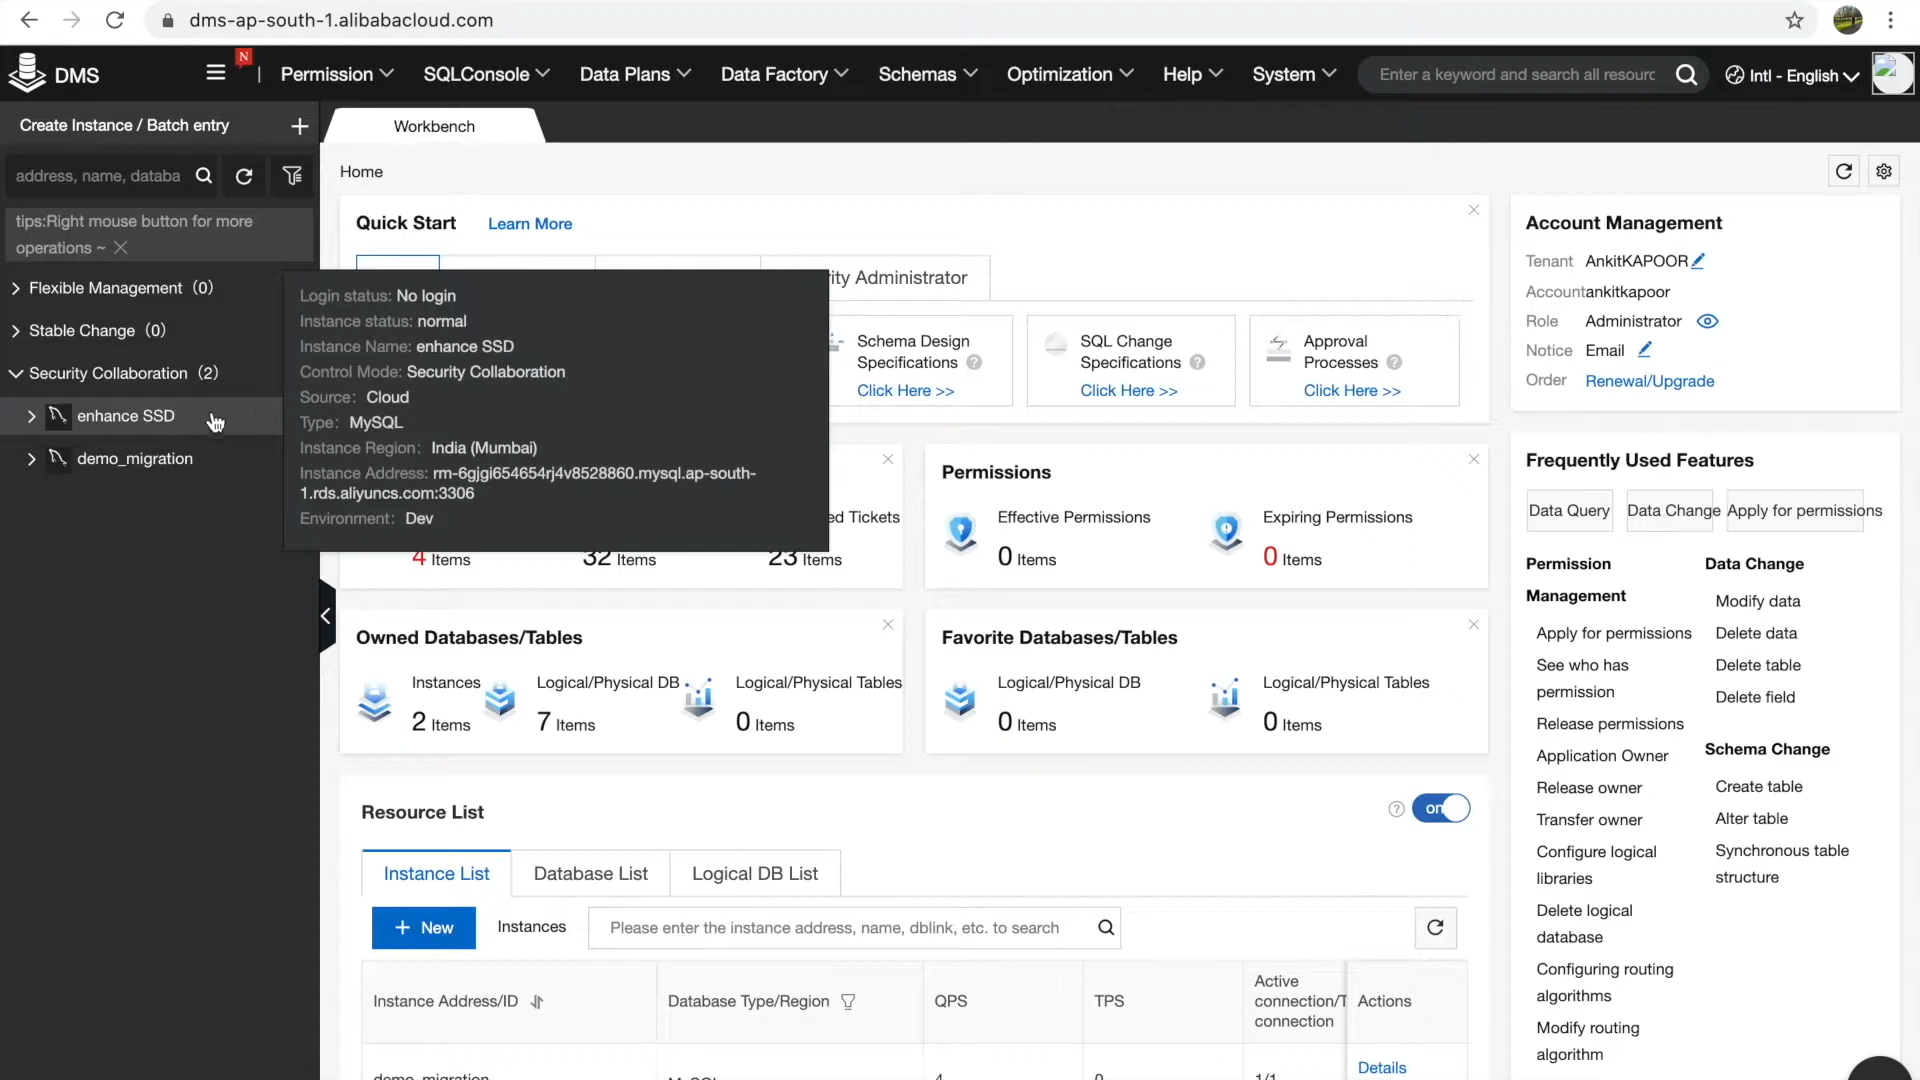 dms-ap-south-1.alibabacloud.com
DMS
N
Permission
SQLConsole
Data Plans
Data Factory
Schemas
Optimization
Help
System
Enter a keyword and search all resourc
Intl - English
Create Instance / Batch entry
Workbench
address, name, databa
Home
tips:Right mouse button for more
operations ~
Flexible Management (0)
Stable Change (0)
Security Collaboration (2)
enhance SSD
demo_migration
Quick Start
Learn More
ity Administrator
Login status: No login
Instance status: normal
Instance Name: enhance SSD
Control Mode: Security Collaboration
Source: Cloud
Type: MySQL
Instance Region: India (Mumbai)
Instance Address: rm-6gjgi654654rj4v8528860.mysql.ap-south-
1.rds.aliyuncs.com:3306
Environment: Dev
Schema Design
Specifications
Click Here >>
SQL Change
Specifications
Click Here >>
Approval
Processes
Click Here >>
ed Tickets
4 Items
32 Items
23 Items
Permissions
Effective Permissions
0 Items
Expiring Permissions
0 Items
Owned Databases/Tables
Instances
2 Items
Logical/Physical DB
7 Items
Logical/Physical Tables
0 Items
Favorite Databases/Tables
Logical/Physical DB
0 Items
Logical/Physical Tables
0 Items
Resource List
on
Instance List
Database List
Logical DB List
+ New
Instances
Please enter the instance address, name, dblink, etc. to search
Instance Address/ID
Database Type/Region
QPS
TPS
Active
connection/T
connection
Actions
demo_migration
MySQL
4
0
1/1
Details
Account Management
Tenant AnkitKAPOOR
Accountankitkapoor
Role Administrator
Notice Email
Order Renewal/Upgrade
Frequently Used Features
Data Query
Data Change
Apply for permissions
Permission
Management
Apply for permissions
See who has
permission
Release permissions
Application Owner
Release owner
Transfer owner
Configure logical
libraries
Delete logical
database
Configuring routing
algorithms
Modify routing
algorithm
Data Change
Modify data
Delete data
Delete table
Delete field
Schema Change
Create table
Alter table
Synchronous table
structure